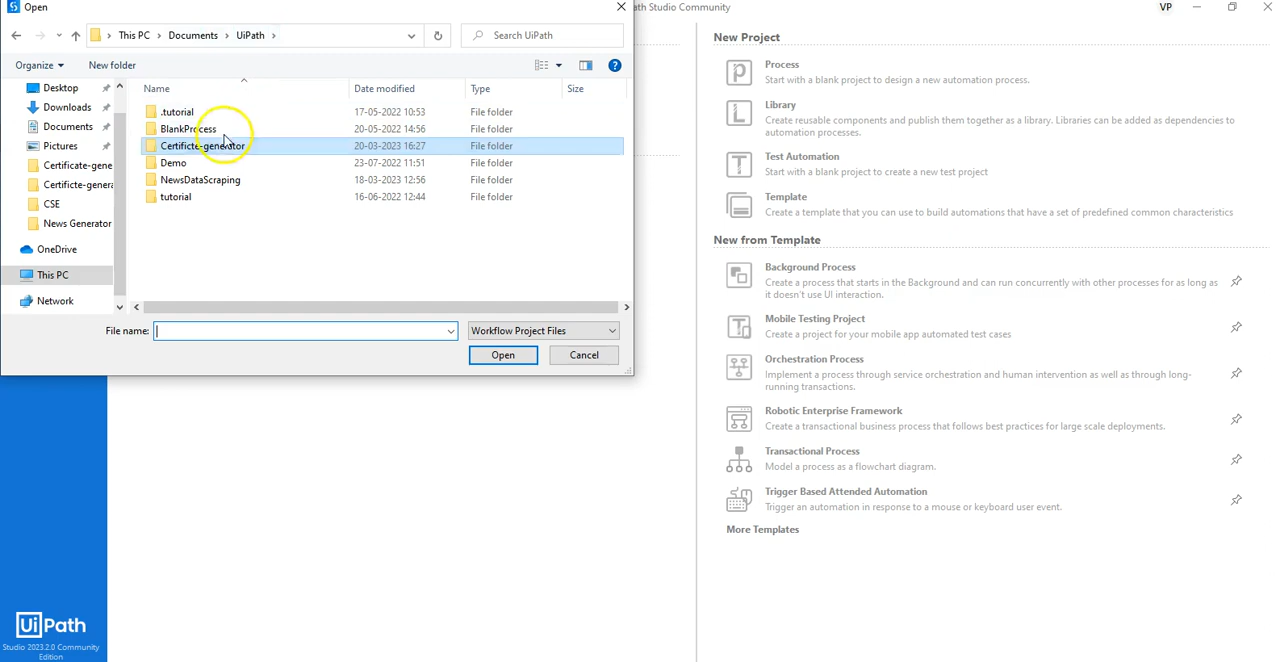 Open
ath Studio Community
VP
This PC
Documents
UiPath
Search UiPath
Organize
New folder
Desktop
Downloads
Documents
Pictures
Certificate-gene
Certificte-genera
CSE
News Generator
OneDrive
This PC
Network
Name Date modified Type Size
.tutorial 17-05-2022 10:53 File folder
BlankProcess 20-05-2022 14:56 File folder
Certificte-generator 20-03-2023 16:27 File folder
Demo 23-07-2022 11:51 File folder
NewsDataScraping 18-03-2023 12:56 File folder
tutorial 16-06-2022 12:44 File folder
File name:
Workflow Project Files
Open
Cancel
New Project
Process
Start with a blank project to design a new automation process.
Library
Create reusable components and publish them together as a library. Libraries can be added as dependencies to
automation processes.
Test Automation
Start with a blank project to create a new test project
Template
Create a template that you can use to build automations that have a set of predefined common characteristics
New from Template
Background Process
Create a process that starts in the Background and can run concurrently with other processes for as long as
it doesn't use UI interaction.
Mobile Testing Project
Create a project for your mobile app automated test cases
Orchestration Process
Implement a process through service orchestration and human intervention as well as through long-
running transactions.
Robotic Enterprise Framework
Create a transactional business process that follows best practices for large scale deployments.
Transactional Process
Model a process as a flowchart diagram.
Trigger Based Attended Automation
Trigger an automation in response to a mouse or keyboard user event.
More Templates
UiPath
Studio 2023.2.0 Community
Edition